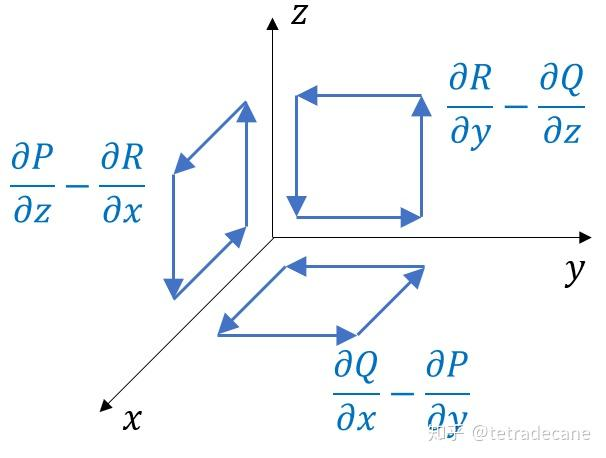 z
∂R/∂y − ∂Q/∂z
∂P/∂z − ∂R/∂x
y
∂Q/∂x − ∂P/∂y
x
知乎 @tetradecane